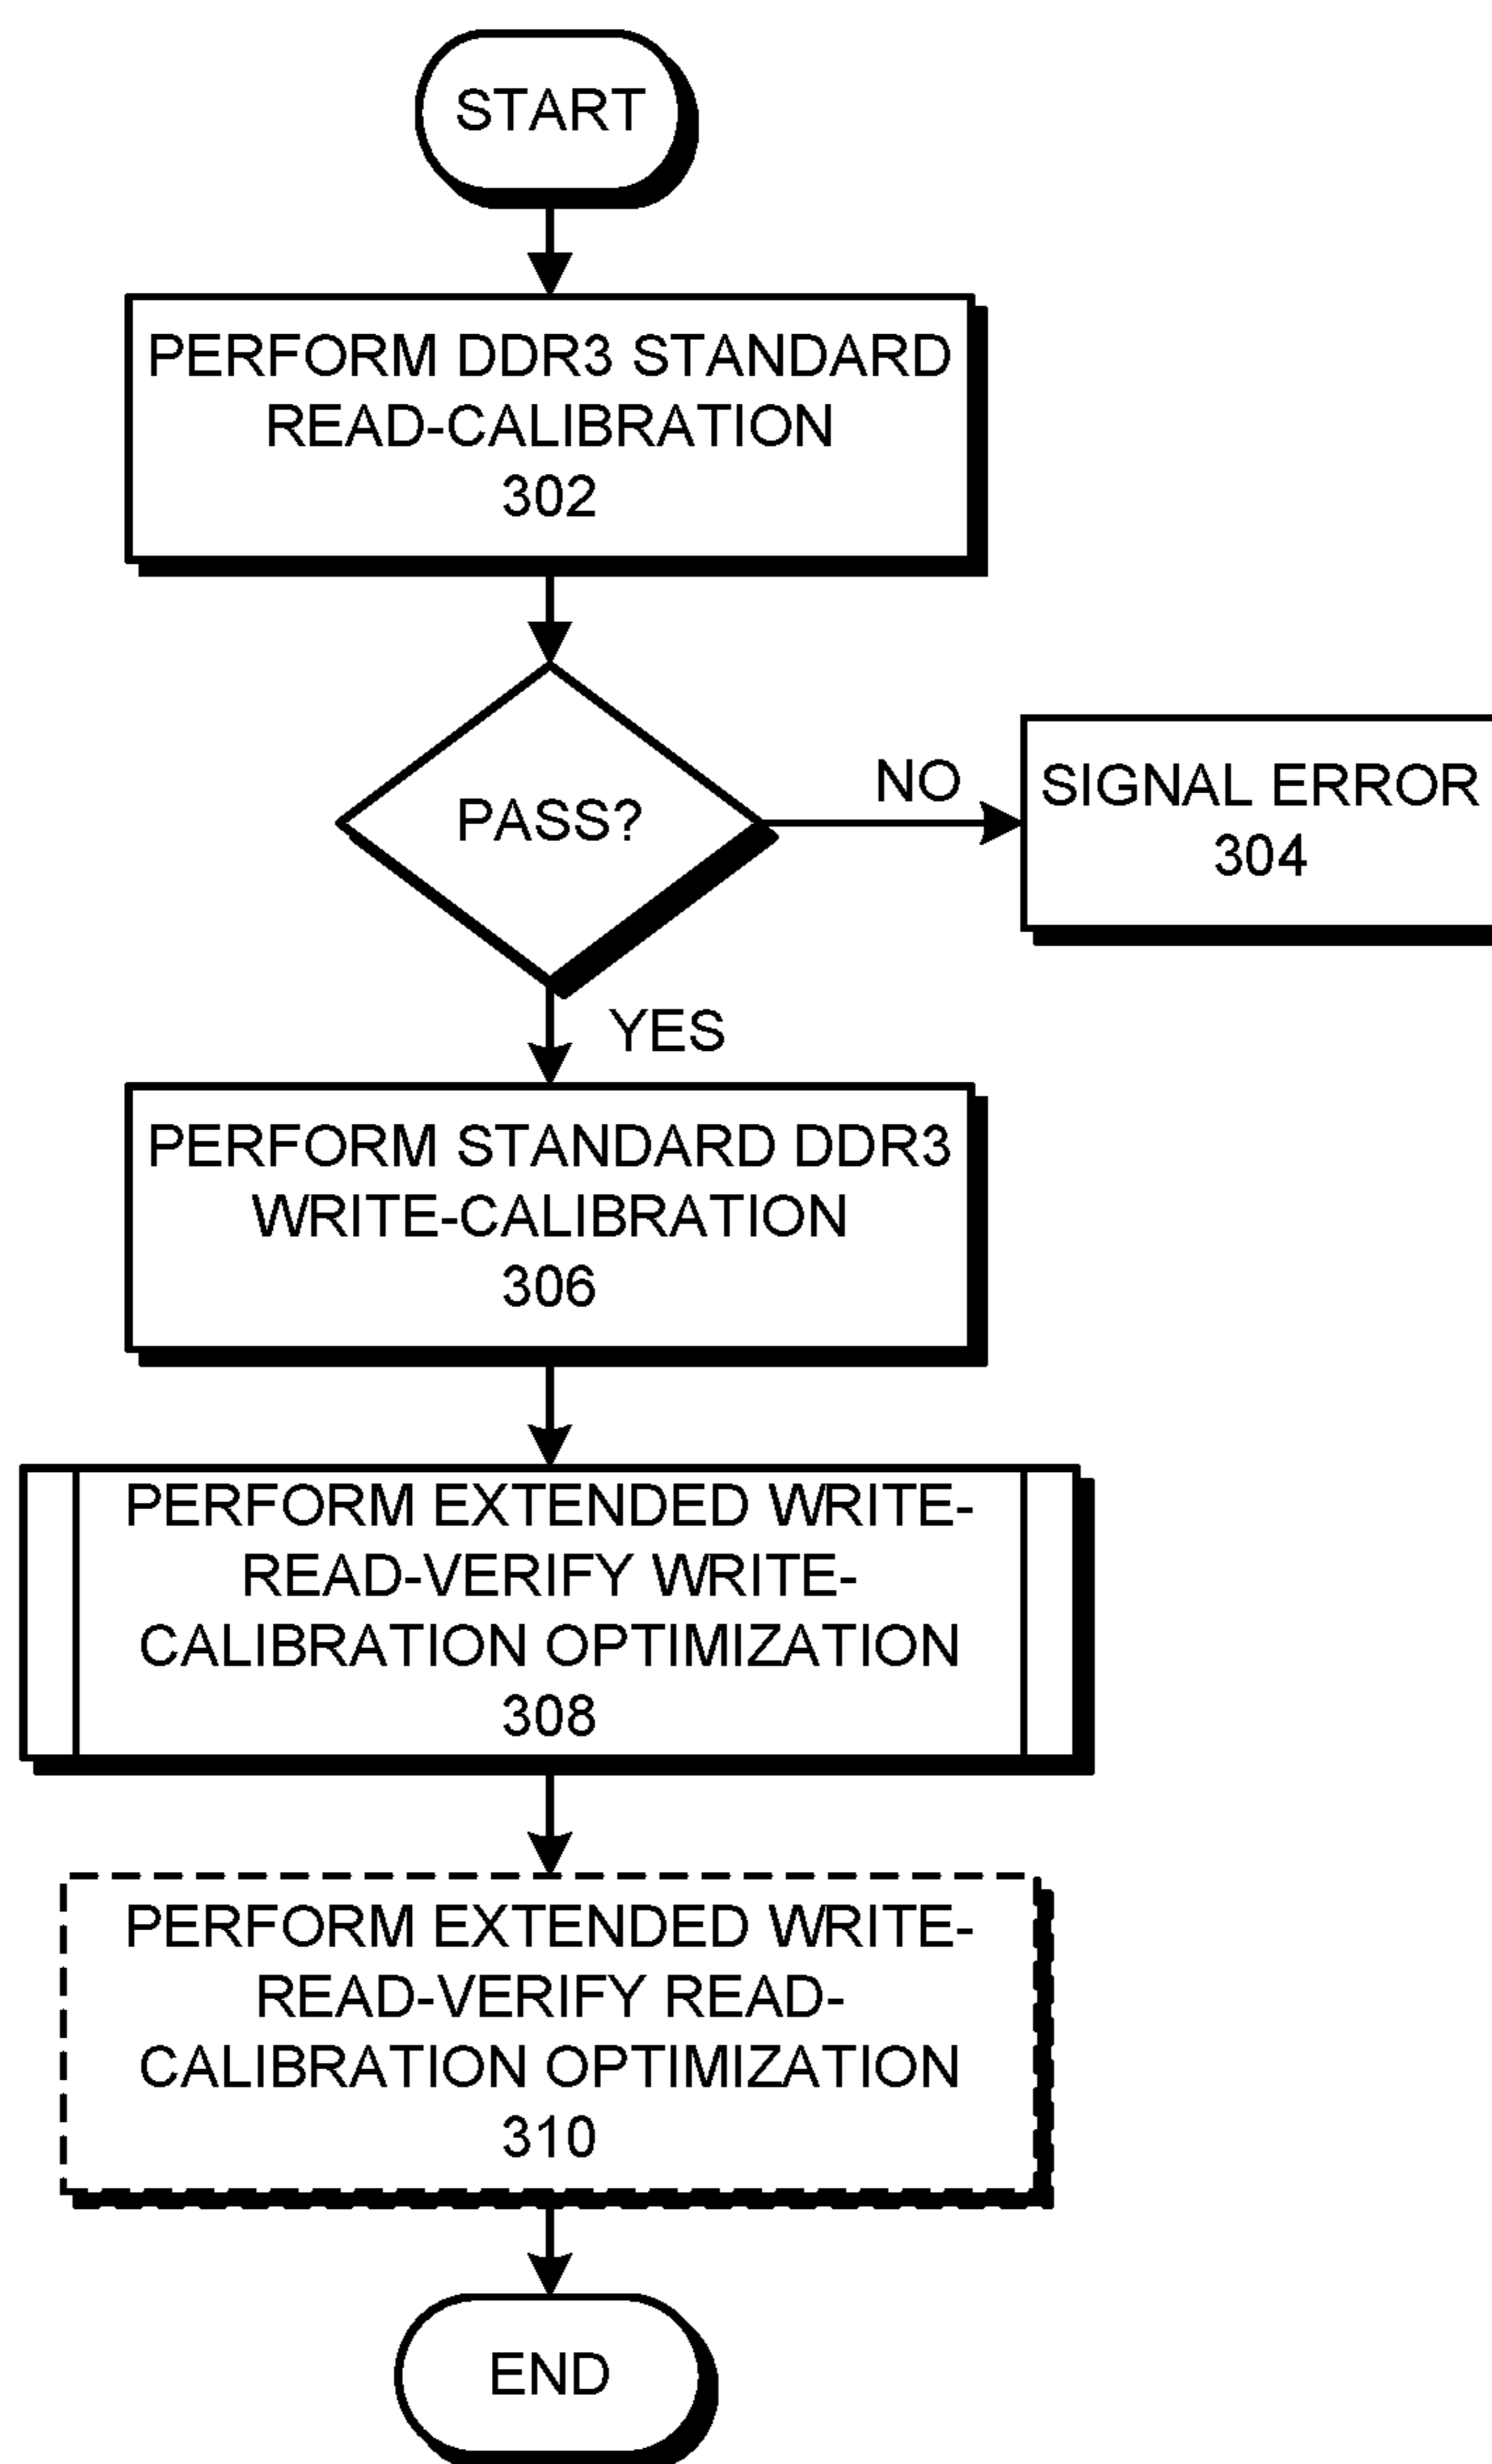 START
PERFORM DDR3 STANDARD
READ-CALIBRATION
302
PASS?
NO
SIGNAL ERROR
304
YES
PERFORM STANDARD DDR3
WRITE-CALIBRATION
306
PERFORM EXTENDED WRITE-
READ-VERIFY WRITE-
CALIBRATION OPTIMIZATION
308
PERFORM EXTENDED WRITE-
READ-VERIFY READ-
CALIBRATION OPTIMIZATION
310
END